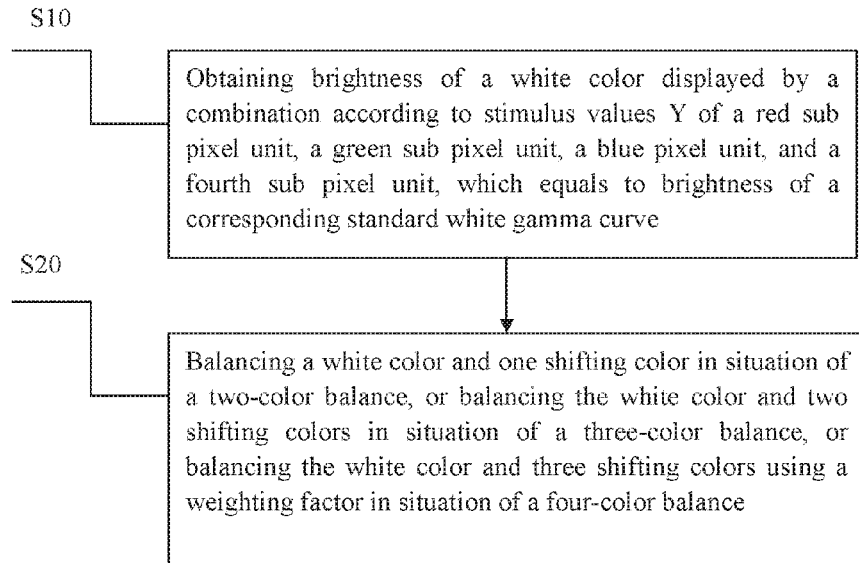 S10
Obtaining brightness of a white color displayed by a
combination according to stimulus values Y of a red sub
pixel unit, a green sub pixel unit, a blue pixel unit, and a
fourth sub pixel unit, which equals to brightness of a
corresponding standard white gamma curve
S20
Balancing a white color and one shifting color in situation of
a two-color balance, or balancing the white color and two
shifting colors in situation of a three-color balance, or
balancing the white color and three shifting colors using a
weighting factor in situation of a four-color balance